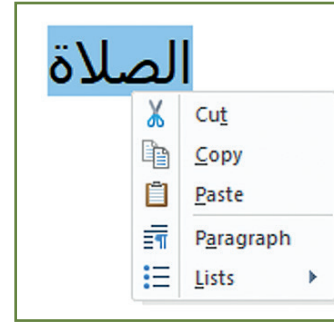 الصلاة
Cut
Copy
Paste
Paragraph
Lists